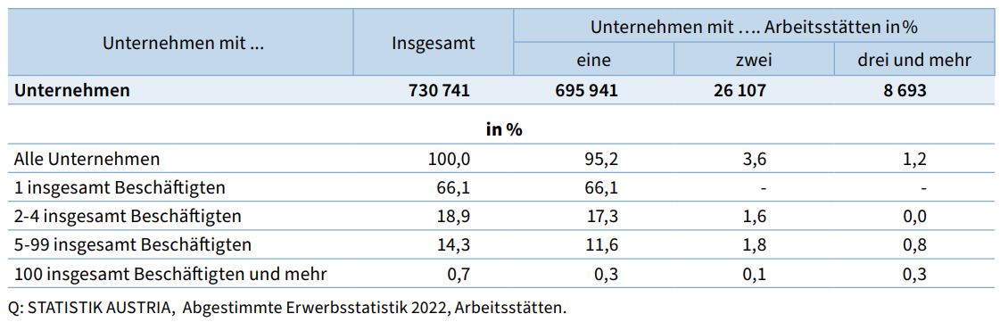 Unternehmen mit ... Insgesamt Unternehmen mit .... Arbeitsstätten in %
eine zwei drei und mehr
Unternehmen 730 741 695 941 26 107 8 693
in %
Alle Unternehmen 100,0 95,2 3,6 1,2
1 insgesamt Beschäftigten 66,1 66,1 - -
2-4 insgesamt Beschäftigten 18,9 17,3 1,6 0,0
5-99 insgesamt Beschäftigten 14,3 11,6 1,8 0,8
100 insgesamt Beschäftigten und mehr 0,7 0,3 0,1 0,3
Q: STATISTIK AUSTRIA, Abgestimmte Erwerbsstatistik 2022, Arbeitsstätten.